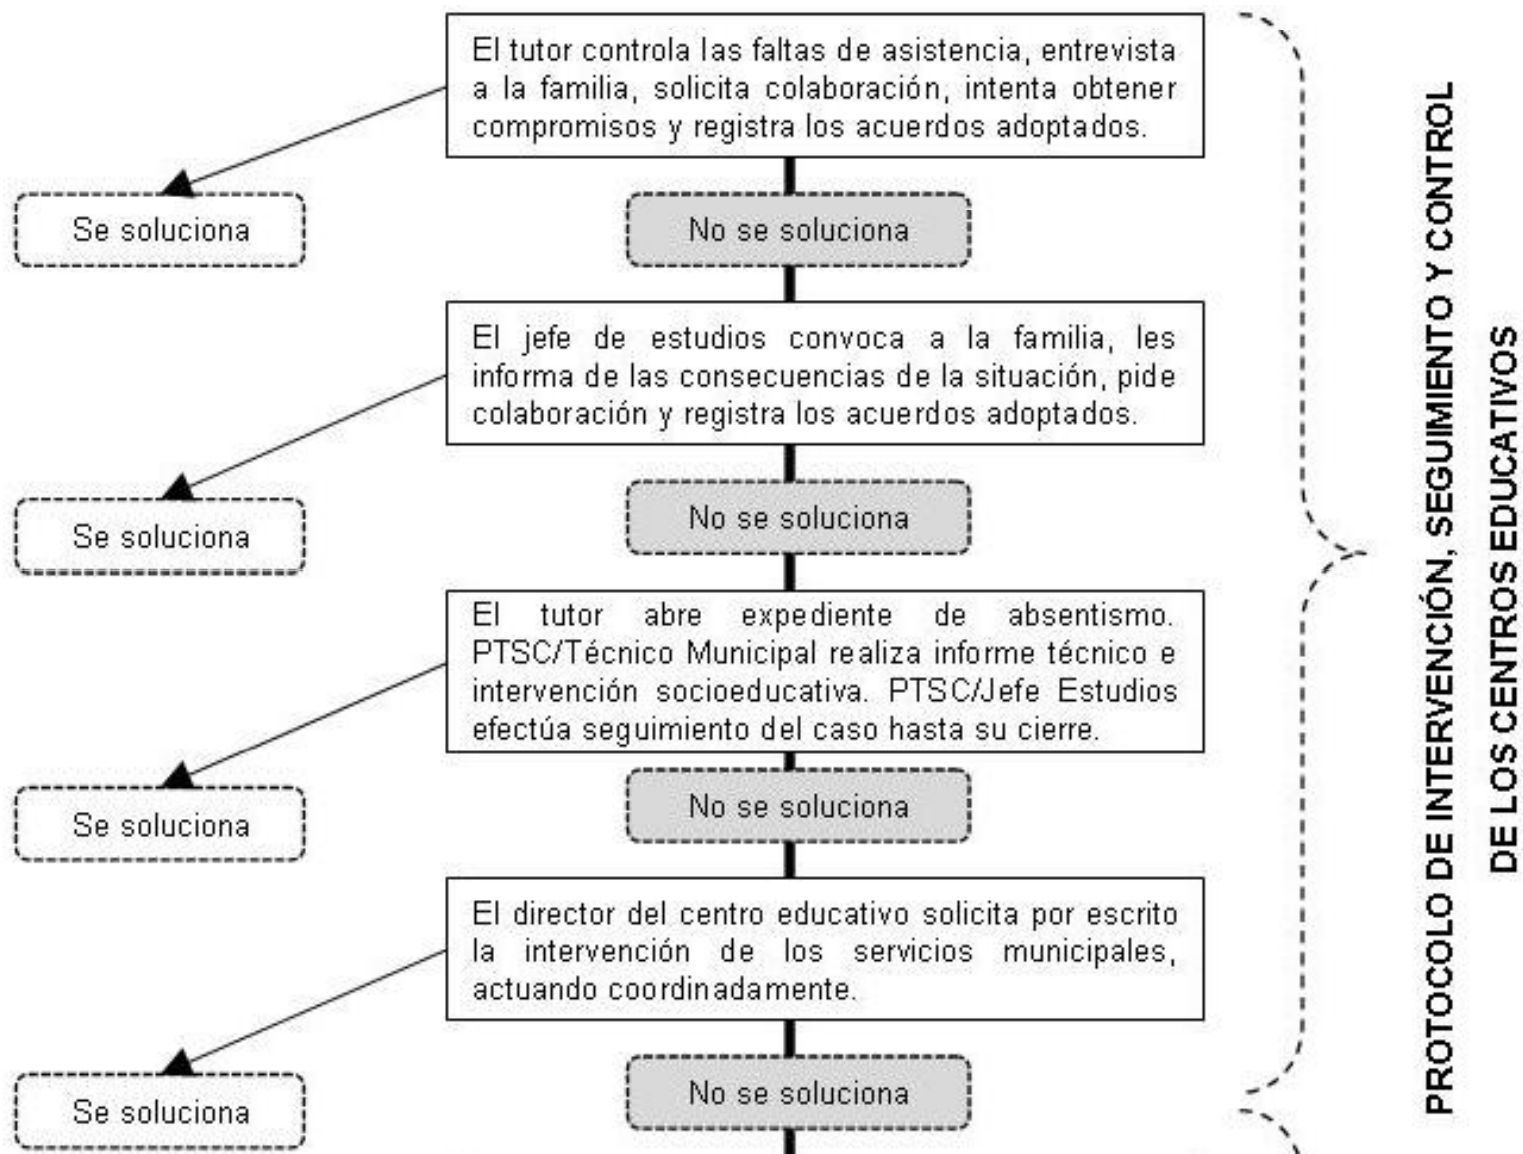 El tutor controla las faltas de asistencia, entrevista
a la familia, solicita colaboración, intenta obtener
compromisos y registra los acuerdos adoptados.
Se soluciona
No se soluciona
El jefe de estudios convoca a la familia, les
informa de las consecuencias de la situación, pide
colaboración y registra los acuerdos adoptados.
Se soluciona
No se soluciona
El tutor abre expediente de absentismo.
PTSC/Técnico Municipal realiza informe técnico e
intervención socioeducativa. PTSC/Jefe Estudios
efectúa seguimiento del caso hasta su cierre.
Se soluciona
No se soluciona
El director del centro educativo solicita por escrito
la intervención de los servicios municipales,
actuando coordinadamente.
Se soluciona
No se soluciona
PROTOCOLO DE INTERVENCIÓN, SEGUIMIENTO Y CONTROL
DE LOS CENTROS EDUCATIVOS